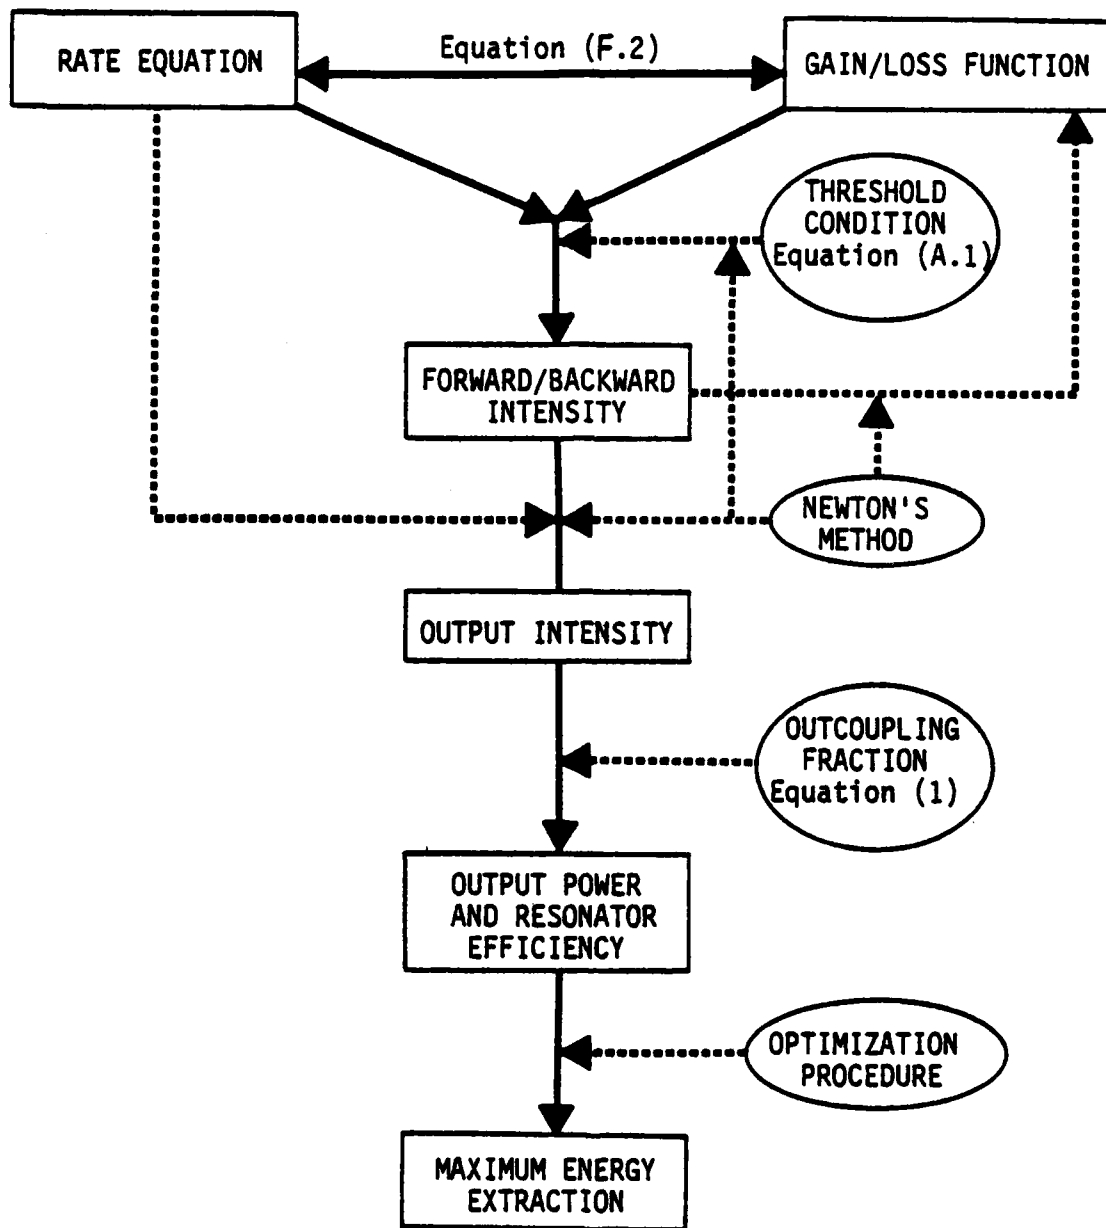 RATE EQUATION
Equation (F.2)
GAIN/LOSS FUNCTION
THRESHOLD
CONDITION
Equation (A.1)
FORWARD/BACKWARD
INTENSITY
NEWTON'S
METHOD
OUTPUT INTENSITY
OUTCOUPLING
FRACTION
Equation (1)
OUTPUT POWER
AND RESONATOR
EFFICIENCY
OPTIMIZATION
PROCEDURE
MAXIMUM ENERGY
EXTRACTION